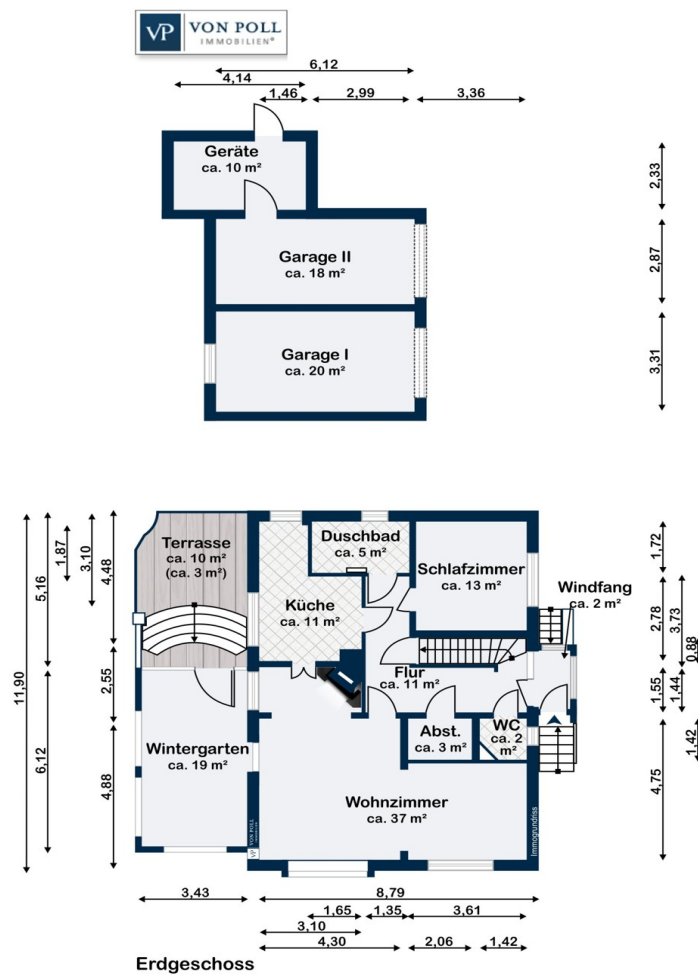 VP VON POLL
IMMOBILIEN®
6,12
4,14
1,46
2,99
3,36
Geräte
ca. 10 m²
2,33
Garage II
ca. 18 m²
2,87
Garage I
ca. 20 m²
3,31
11,90
5,16
1,87
3,10
4,48
Terrasse
ca. 10 m²
(ca. 3 m²)
Duschbad
ca. 5 m²
Schlafzimmer
ca. 13 m²
Küche
ca. 11 m²
Windfang
ca. 2 m²
1,72
2,78
3,73
0,88
6,12
2,55
4,88
Flur
ca. 11 m²
1,55
1,44
Wintergarten
ca. 19 m²
Abst.
ca. 3 m²
WC
ca. 2
m²
1,42
4,75
Wohnzimmer
ca. 37 m²
VP VON POLL
Immogrundriss
3,43
8,79
1,65
1,35
3,61
3,10
4,30
2,06
1,42
Erdgeschoss